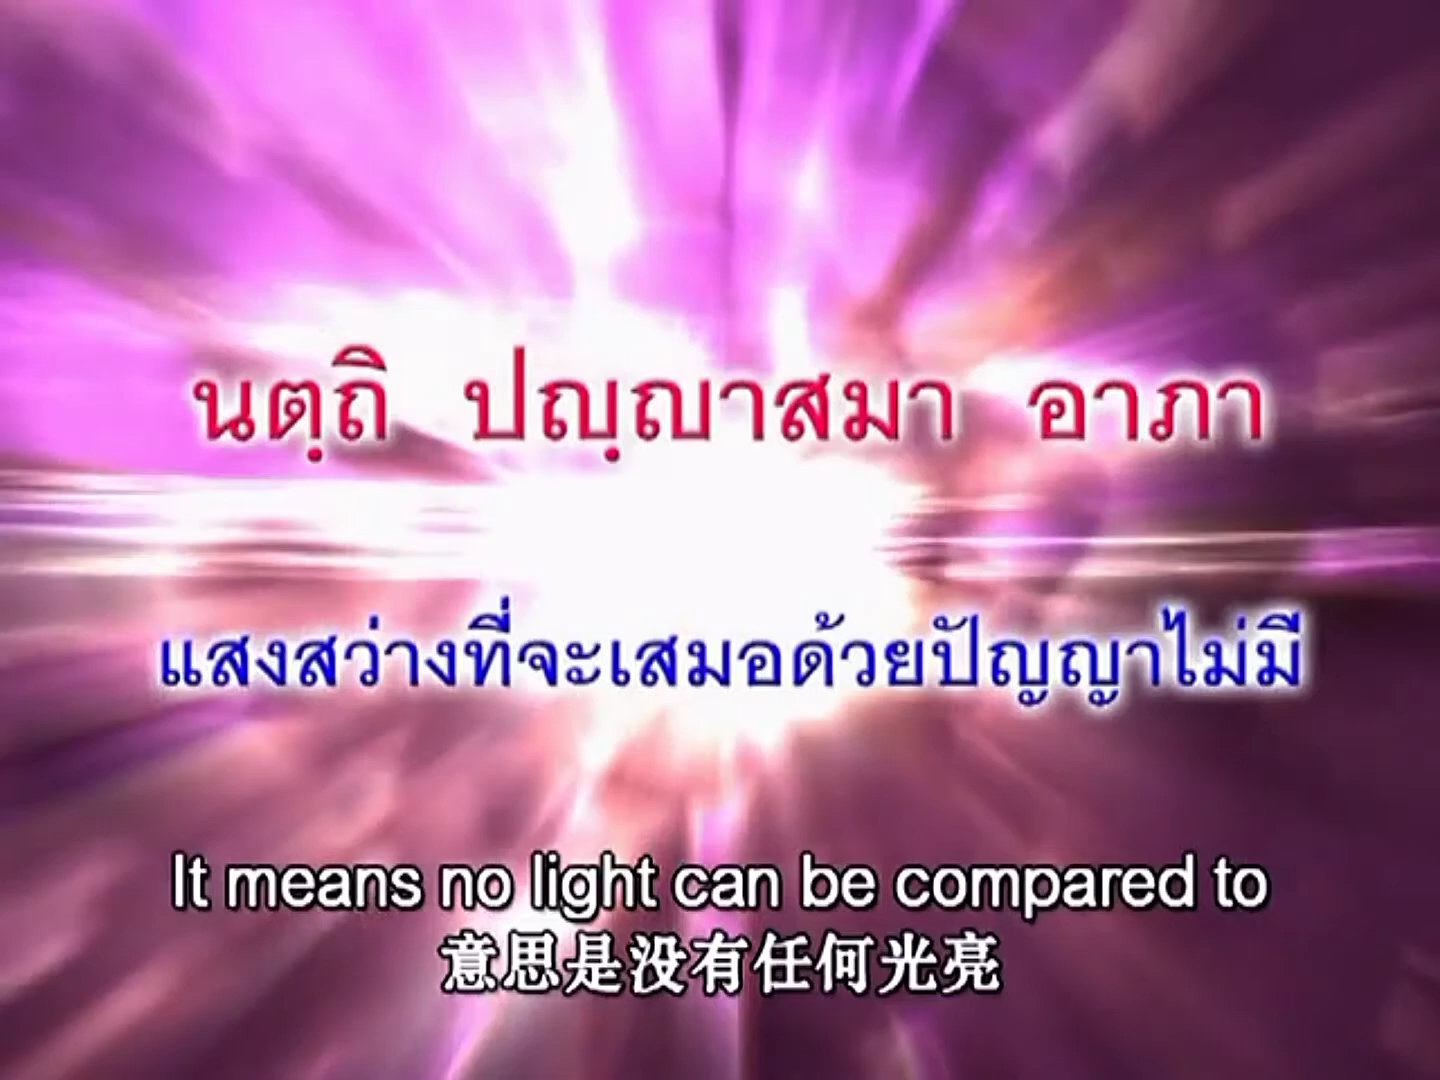 นตฺถิ ปญฺญาสมา อาภา
แสงสว่างที่จะเสมอด้วยปัญญาไม่มี
It means no light can be compared to
意思是没有任何光亮